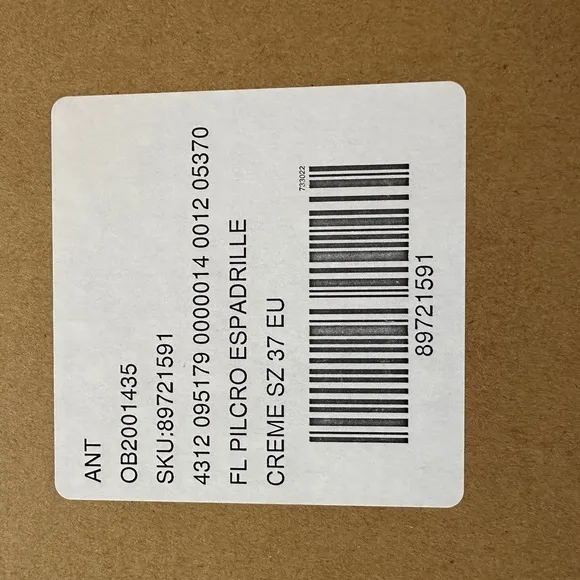 ANT
OB2001435
SKU:89721591
4312 095179 0000014 0012 05370
FL PILCRO ESPADRILLE
CREME SZ 37 EU
733022
89721591